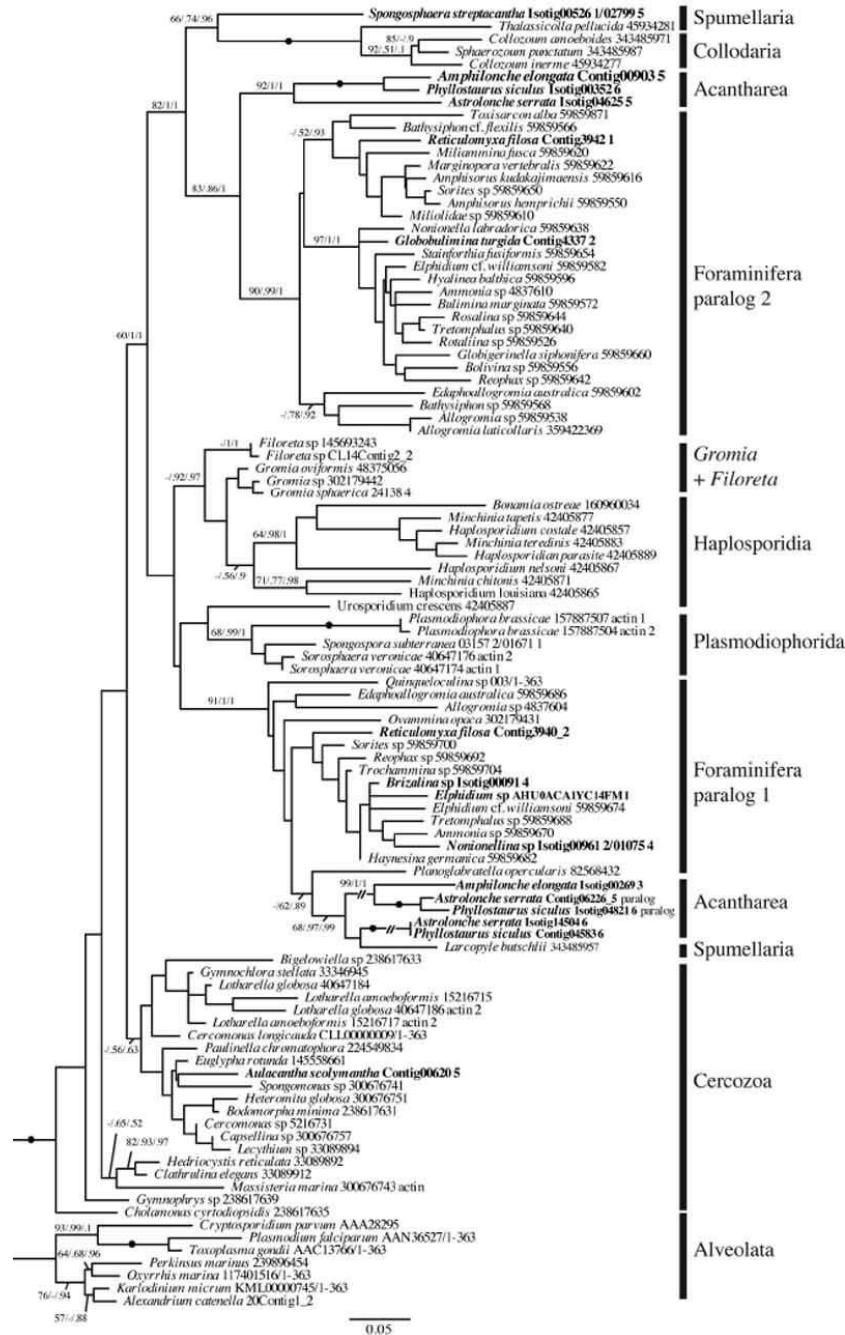 66/.74/.96
Spongosphaera streptacantha Isotig00526 1/02799 5
Spumellaria
Thalassicolla pellucida 45934281
85/-/.9
Collozoum amoeboides 343485971
92/.51/.1
Sphaerozoum punctatum 343485987
Collodaria
Collozoum inerme 45934277
92/1/1
Amphilonche elongata Contig00903 5
Phyllostaurus siculus Isotig00352 6
Acantharea
Astrolonche serrata Isotig04625 5
82/1/1
Toxisarcon alba 59859871
-/.52/.93
Bathysiphon cf. flexilis 59859566
Reticulomyxa filosa Contig3942 1
Miliammina fusca 59859620
Marginopora vertebralis 59859622
Amphisorus kudakajimaensis 59859616
83/.86/1
Sorites sp 59859650
Amphisorus hemprichii 59859550
Miliolidae sp 59859610
Nonionella labradorica 59859638
97/1/1
Globobulimina turgida Contig4337 2
Stainforthia fusiformis 59859654
Elphidium cf. williamsoni 59859582
Foraminifera
paralog 2
Hyalinea balthica 59859596
90/.99/1
Ammonia sp 4837610
Bulimina marginata 59859572
Rosalina sp 59859644
Tretomphalus sp 59859640
Rotaliina sp 59859526
60/1/1
Globigerinella siphonifera 59859660
Bolivina sp 59859556
Reophax sp 59859642
Edaphoallogromia australica 59859602
Bathysiphon sp 59859568
-/.78/.92
Allogromia sp 59859538
Allogromia laticollaris 359422369
-/1/1
Filoreta sp 145693243
Filoreta sp CL14Contig2_2
Gromia
+ Filoreta
-/.92/.97
Gromia oviformis 48375056
Gromia sp 302179442
Gromia sphaerica 24138 4
Bonamia ostreae 160960034
Minchinia tapetis 42405877
64/.98/1
Haplosporidium costale 42405857
Minchinia teredinis 42405883
Haplosporidia
Haplosporidian parasite 42405889
-/.56/.9
Haplosporidium nelsoni 42405867
71/.77/.98
Minchinia chitonis 42405871
Haplosporidium louisiana 42405865
Urosporidium crescens 42405887
Plasmodiophora brassicae 157887507 actin 1
68/.99/1
Plasmodiophora brassicae 157887504 actin 2
Plasmodiophorida
Spongospora subterranea 03157 2/01671 1
Sorosphaera veronicae 40647176 actin 2
Sorosphaera veronicae 40647174 actin 1
91/1/1
Quinqueloculina sp 003/1-363
Edaphoallogromia australica 59859686
Allogromia sp 4837604
Ovammina opaca 302179431
Reticulomyxa filosa Contig3940_2
Sorites sp 59859700
Reophax sp 59859692
Trochammina sp 59859704
Foraminifera
paralog 1
Brizalina sp Isotig00091 4
Elphidium sp AHU0ACA1YC14FM1
Elphidium cf. williamsoni 59859674
Tretomphalus sp 59859688
Ammonia sp 59859670
Nonionellina sp Isotig00961 2/01075 4
Haynesina germanica 59859682
Planoglabratella opercularis 82568432
99/1/1
Amphilonche elongata Isotig00269 3
-/62/.89
Astrolonche serrata Contig06226_5 paralog
Phyllostaurus siculus Isotig04821 6 paralog
Acantharea
68/.97/.99
Astrolonche serrata Isotig14504 6
Phyllostaurus siculus Contig04583 6
Larcopyle butschlii 343485957
Spumellaria
Bigelowiella sp 238617633
Gymnochlora stellata 33346945
Lotharella globosa 40647184
Lotharella amoeboformis 15216715
Lotharella globosa 40647186 actin 2
Lotharella amoeboformis 15216717 actin 2
Cercomonas longicauda CLL00000009/1-363
-/.56/.63
Paulinella chromatophora 224549834
Euglypha rotunda 145558661
Aulacantha scolymantha Contig00620 5
Cercozoa
Spongomonas sp 300676741
Heteromita globosa 300676751
Bodomorpha minima 238617631
Cercomonas sp 5216731
-/.65/.52
Capsellina sp 300676757
82/.93/.97
Lecythium sp 33089894
Hedriocystis reticulata 33089892
Clathrulina elegans 33089912
Massisteria marina 300676743 actin
Gymnophrys sp 238617639
Cholamonas cyrtodiopsidis 238617635
93/.99/.1
Cryptosporidium parvum AAA28295
Plasmodium falciparum AAN36527/1-363
64/.68/.96
Toxoplasma gondii AAC13766/1-363
Alveolata
Perkinsus marinus 239896454
Oxyrrhis marina 117401516/1-363
76/-/.94
Karlodinium micrum KML00000745/1-363
Alexandrium catenella 20Contig1_2
57/-/.88
0.05